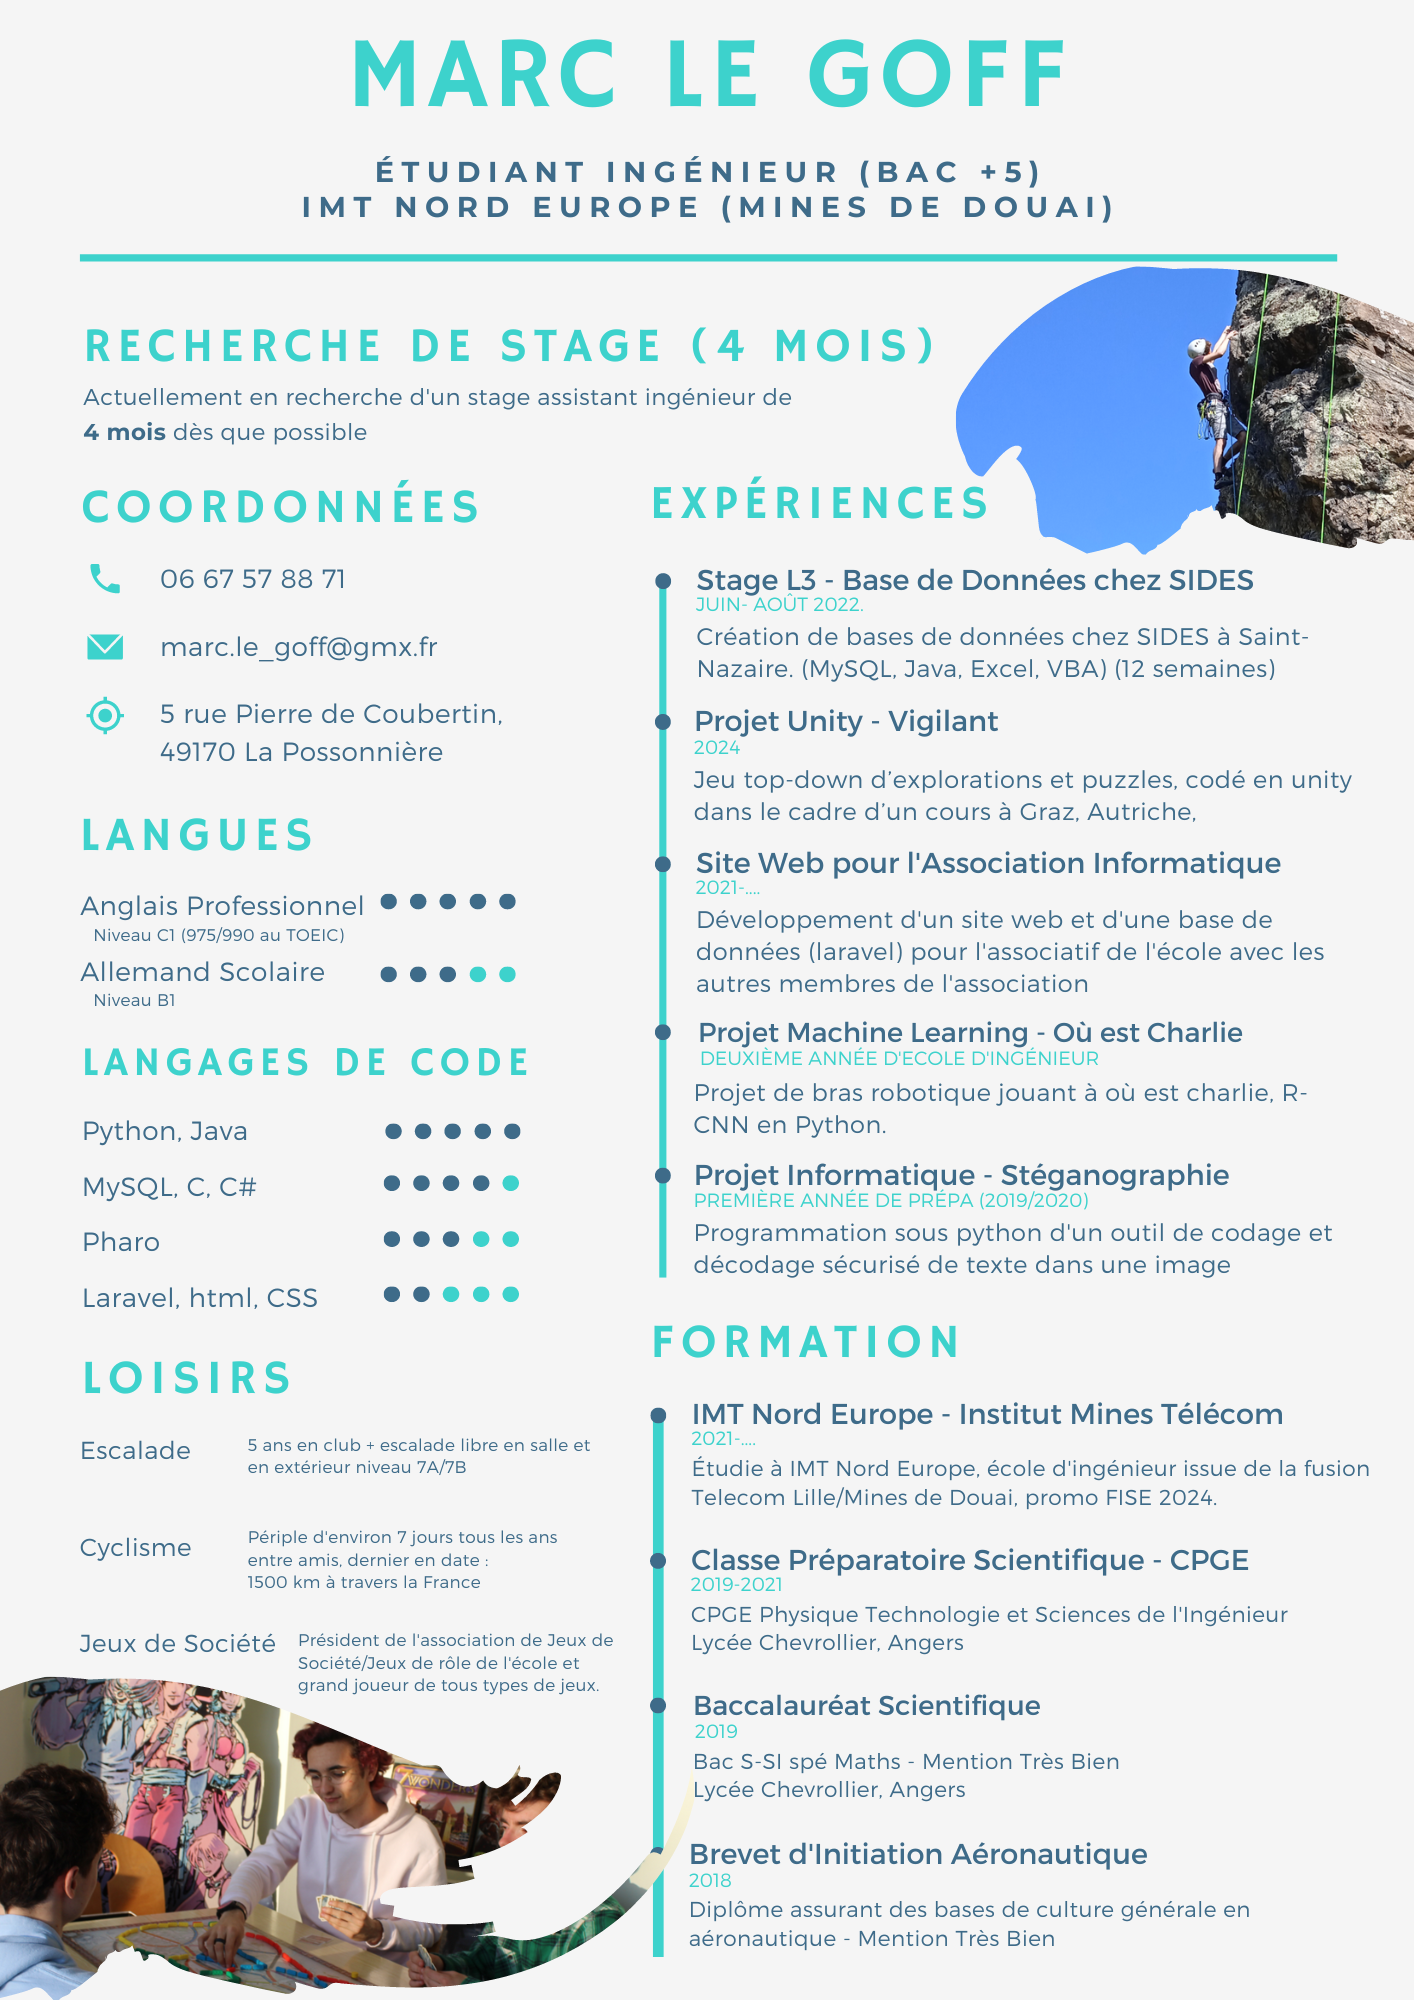 MARC LE GOFF
ÉTUDIANT INGÉNIEUR (BAC +5)
IMT NORD EUROPE (MINES DE DOUAI)
RECHERCHE DE STAGE (4 MOIS)
Actuellement en recherche d'un stage assistant ingénieur de
4 mois dès que possible
COORDONNÉES
06 67 57 88 71
marc.le_goff@gmx.fr
5 rue Pierre de Coubertin,
49170 La Possonnière
LANGUES
Anglais Professionnel
Niveau C1 (975/990 au TOEIC)
Allemand Scolaire
Niveau B1
LANGAGES DE CODE
Python, Java
MySQL, C, C#
Pharo
Laravel, html, CSS
LOISIRS
Escalade
5 ans en club + escalade libre en salle et
en extérieur niveau 7A/7B
Cyclisme
Périple d'environ 7 jours tous les ans
entre amis, dernier en date :
1500 km à travers la France
Jeux de Société
Président de l'association de Jeux de
Société/Jeux de rôle de l'école et
grand joueur de tous types de jeux.
7 WONDERS
EXPÉRIENCES
Stage L3 - Base de Données chez SIDES
JUIN- AOÛT 2022.
Création de bases de données chez SIDES à Saint-
Nazaire. (MySQL, Java, Excel, VBA) (12 semaines)
Projet Unity - Vigilant
2024
Jeu top-down d’explorations et puzzles, codé en unity
dans le cadre d’un cours à Graz, Autriche,
Site Web pour l'Association Informatique
2021-....
Développement d'un site web et d'une base de
données (laravel) pour l'associatif de l'école avec les
autres membres de l'association
Projet Machine Learning - Où est Charlie
DEUXIÈME ANNÉE D'ECOLE D'INGÉNIEUR
Projet de bras robotique jouant à où est charlie, R-
CNN en Python.
Projet Informatique - Stéganographie
PREMIÈRE ANNÉE DE PRÉPA (2019/2020)
Programmation sous python d'un outil de codage et
décodage sécurisé de texte dans une image
FORMATION
IMT Nord Europe - Institut Mines Télécom
2021-....
Étudie à IMT Nord Europe, école d'ingénieur issue de la fusion
Telecom Lille/Mines de Douai, promo FISE 2024.
Classe Préparatoire Scientifique - CPGE
2019-2021
CPGE Physique Technologie et Sciences de l'Ingénieur
Lycée Chevrollier, Angers
Baccalauréat Scientifique
2019
Bac S-SI spé Maths - Mention Très Bien
Lycée Chevrollier, Angers
Brevet d'Initiation Aéronautique
2018
Diplôme assurant des bases de culture générale en
aéronautique - Mention Très Bien